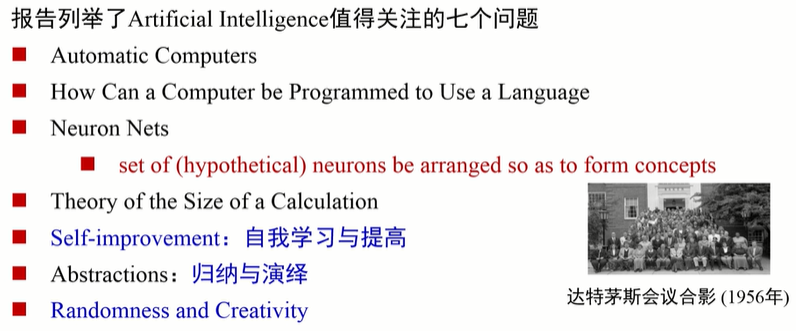 报告列举了Artificial Intelligence值得关注的七个问题
Automatic Computers
How Can a Computer be Programmed to Use a Language
Neuron Nets
set of (hypothetical) neurons be arranged so as to form concepts
Theory of the Size of a Calculation
Self-improvement：自我学习与提高
Abstractions：归纳与演绎
Randomness and Creativity
达特茅斯会议合影 (1956年)